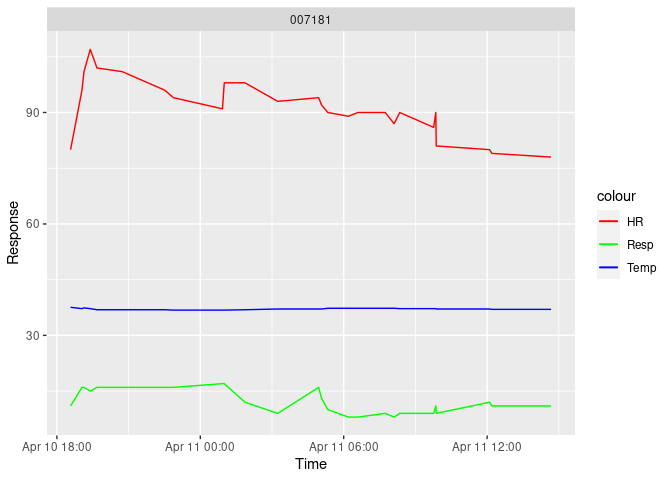 007181
Response
90
60
30
Apr 10 18:00
Apr 11 00:00
Apr 11 06:00
Apr 11 12:00
Time
colour
HR
Resp
Temp